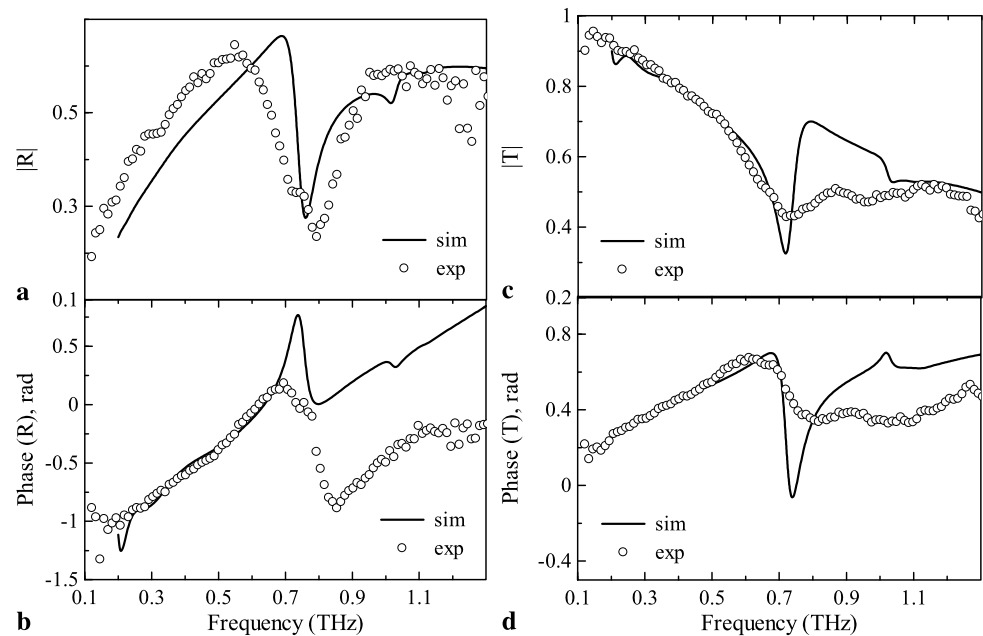 |R|
0.5
0.3
0.1
sim
exp
a
|T|
1
0.8
0.6
0.4
0.2
sim
exp
c
Phase (R), rad
0.5
0
-0.5
-1
-1.5
sim
exp
0.1 0.3 0.5 0.7 0.9 1.1
b
Frequency (THz)
Phase (T), rad
0.8
0.4
0
-0.4
sim
exp
0.1 0.3 0.5 0.7 0.9 1.1
d
Frequency (THz)